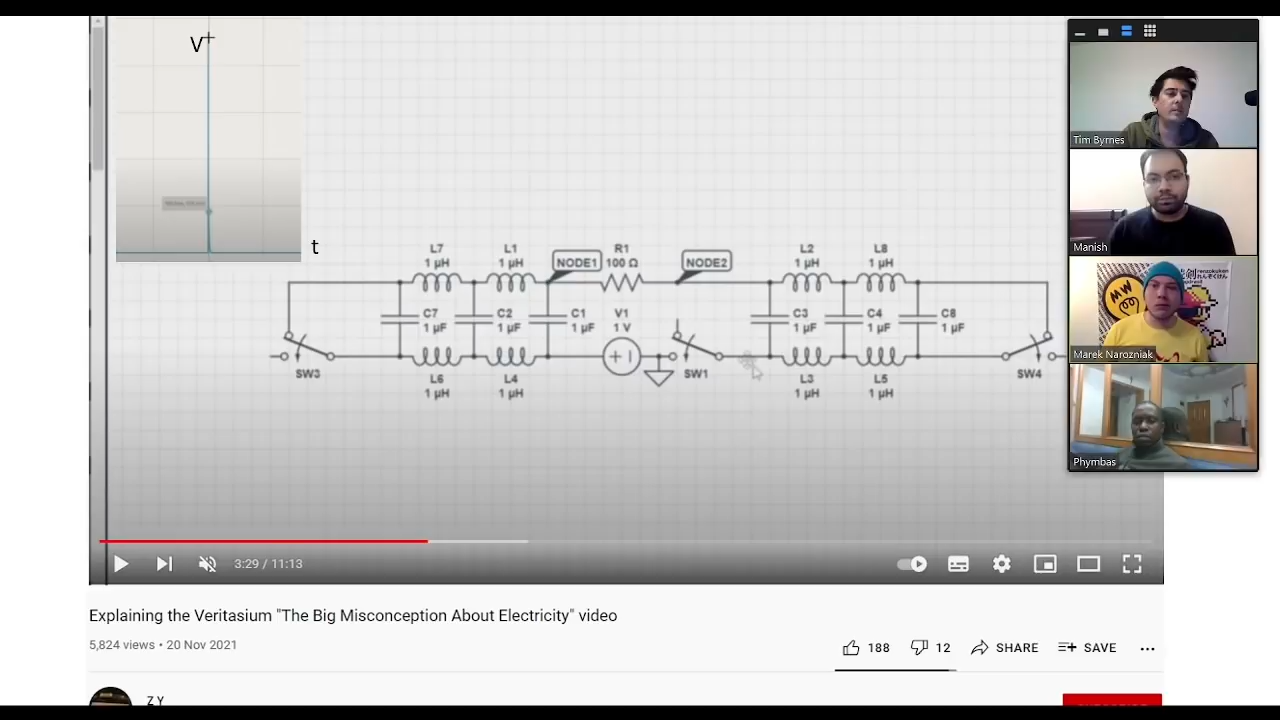 V
t
L7
1 µH
L1
1 µH
NODE1
R1
100 Ω
NODE2
L2
1 µH
L8
1 µH
C7
1 µF
C2
1 µF
C1
1 µF
V1
1 V
C3
1 µF
C4
1 µF
C8
1 µF
SW3
L6
1 µH
L4
1 µH
SW1
L3
1 µH
L5
1 µH
SW4
Tim Byrnes
Manish
MW
Marek Narozniak
Phymbas
3:29 / 11:13
Explaining the Veritasium "The Big Misconception About Electricity" video
5,824 views • 20 Nov 2021
188
12
SHARE
SAVE
Z Y